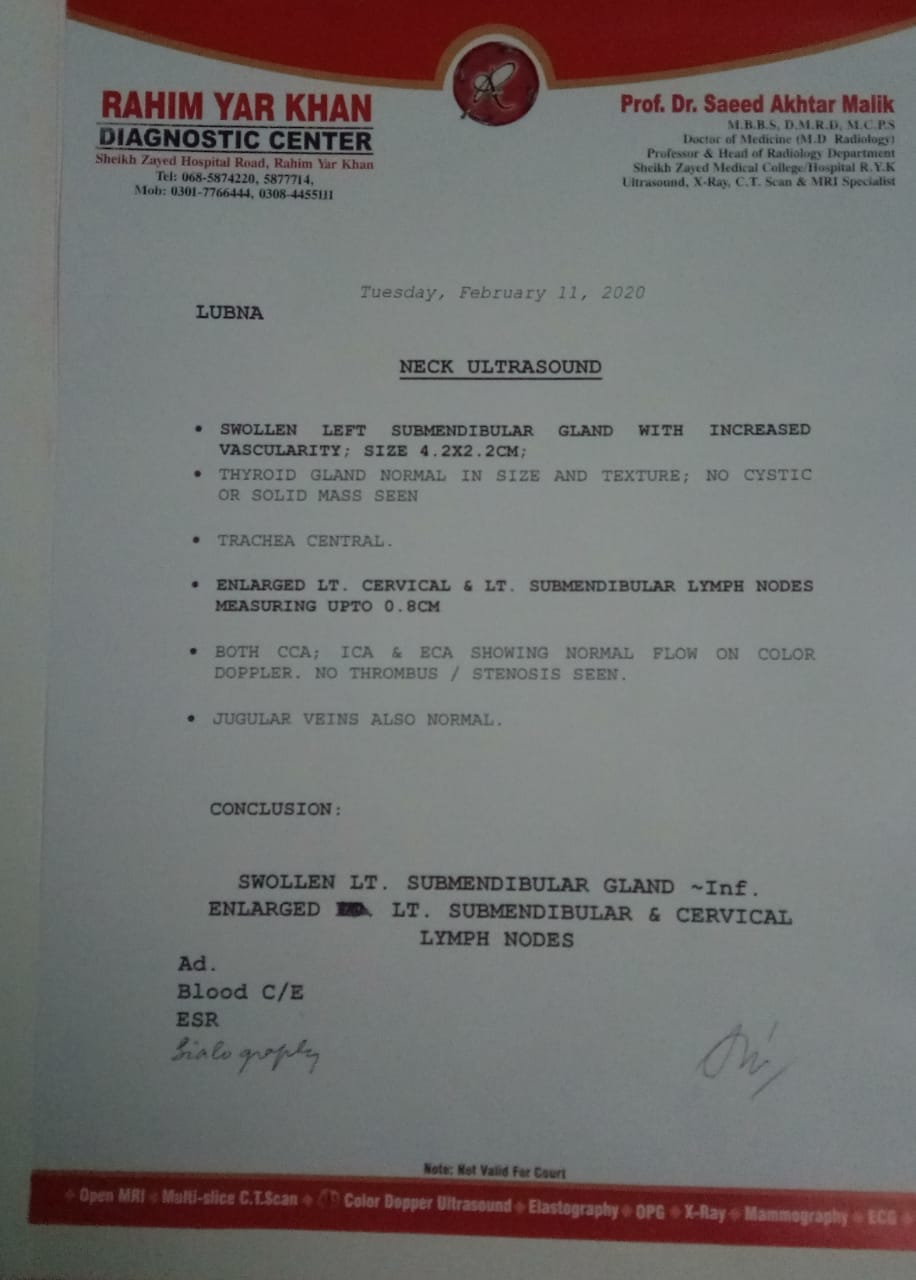 RAHIM YAR KHAN
DIAGNOSTIC CENTER
Sheikh Zayed Hospital Road, Rahim Yar Khan
Tel: 068-5874220, 5877714,
Mob: 0301-7766444, 0308-4455111
Prof. Dr. Saeed Akhtar Malik
M.B.B.S, D.M.R.D, M.C.P.S
Doctor of Medicine (M.D Radiology)
Professor & Head of Radiology Department
Sheikh Zayed Medical College/Hospital R.Y.K
Ultrasound, X-Ray, C.T. Scan & MRI Specialist
Tuesday, February 11, 2020
LUBNA
NECK ULTRASOUND
• SWOLLEN LEFT SUBMENDIBULAR GLAND WITH INCREASED
VASCULARITY; SIZE 4.2X2.2CM;
• THYROID GLAND NORMAL IN SIZE AND TEXTURE; NO CYSTIC
OR SOLID MASS SEEN
• TRACHEA CENTRAL.
• ENLARGED LT. CERVICAL & LT. SUBMENDIBULAR LYMPH NODES
MEASURING UPTO 0.8CM
• BOTH CCA; ICA & ECA SHOWING NORMAL FLOW ON COLOR
DOPPLER. NO THROMBUS / STENOSIS SEEN.
• JUGULAR VEINS ALSO NORMAL.
CONCLUSION:
SWOLLEN LT. SUBMENDIBULAR GLAND ~Inf.
ENLARGED LT. SUBMENDIBULAR & CERVICAL
LYMPH NODES
Ad.
Blood C/E
ESR
Sialography
Note: Not Valid For Court
Open MRI Multi-slice C.T.Scan 4D Color Dopper Ultrasound Elastography OPG X-Ray Mammography ECG